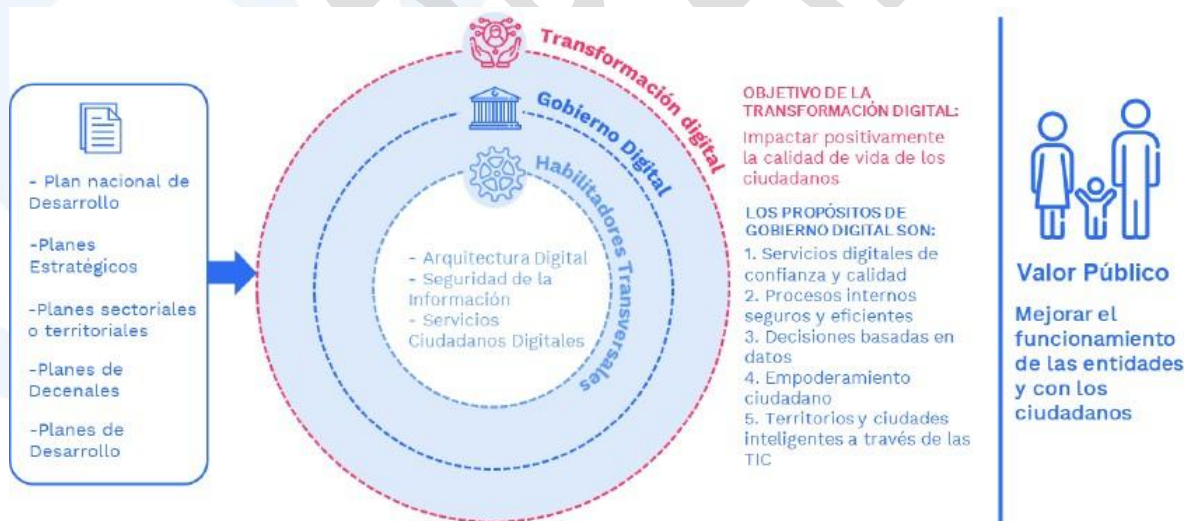 - Plan nacional de
Desarrollo
-Planes
Estratégicos
-Planes sectoriales
o territoriales
-Planes de
Decenales
-Planes de
Desarrollo
Transformación digital
Gobierno Digital
Habilitadores Transversales
- Arquitectura Digital
- Seguridad de la
Información
- Servicios
Ciudadanos Digitales
OBJETIVO DE LA
TRANSFORMACIÓN DIGITAL:
Impactar positivamente
la calidad de vida de los
ciudadanos
LOS PROPÓSITOS DE
GOBIERNO DIGITAL SON:
1. Servicios digitales de
confianza y calidad
2. Procesos internos
seguros y eficientes
3. Decisiones basadas en
datos
4. Empoderamiento
ciudadano
5. Territorios y ciudades
inteligentes a través de las
TIC
Valor Público
Mejorar el
funcionamiento
de las entidades
y con los
ciudadanos